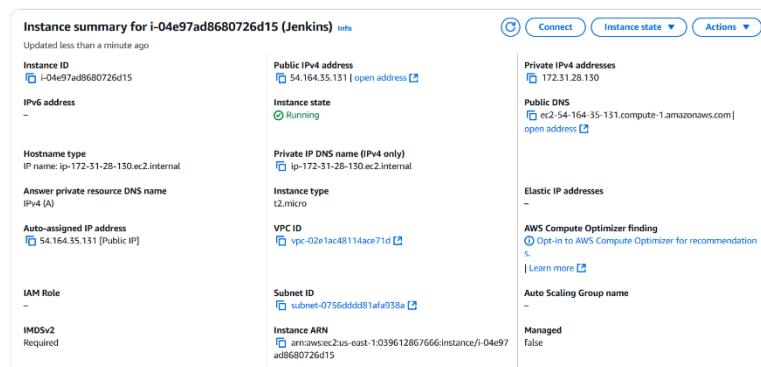 Instance summary for i-04e97ad8680726d15 (Jenkins) Info
Connect
Instance state
Actions
Updated less than a minute ago
Instance ID
i-04e97ad8680726d15
Public IPv4 address
54.164.35.131 | open address
Private IPv4 addresses
172.31.28.130
IPv6 address
–
Instance state
Running
Public DNS
ec2-54-164-35-131.compute-1.amazonaws.com |
open address
Hostname type
IP name: ip-172-31-28-130.ec2.internal
Private IP DNS name (IPv4 only)
ip-172-31-28-130.ec2.internal
Answer private resource DNS name
IPv4 (A)
Instance type
t2.micro
Elastic IP addresses
–
Auto-assigned IP address
54.164.35.131 [Public IP]
VPC ID
vpc-02e1ac48114ace71d
AWS Compute Optimizer finding
Opt-in to AWS Compute Optimizer for recommendation
s.
| Learn more
IAM Role
–
Subnet ID
subnet-0756dddd81afa938a
Auto Scaling Group name
–
IMDSv2
Required
Instance ARN
arn:aws:ec2:us-east-1:039612867666:instance/i-04e97
ad8680726d15
Managed
false